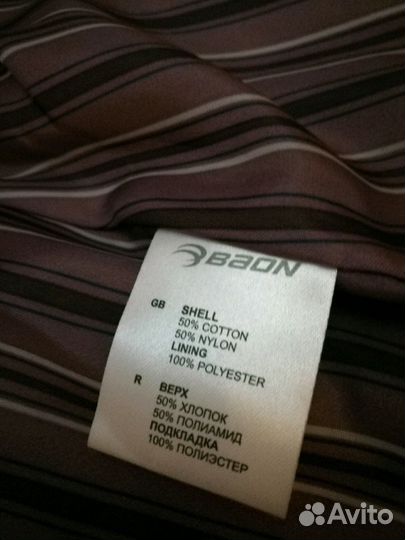 BAON
GB SHELL
50% COTTON
50% NYLON
LINING
100% POLYESTER
R ВЕРХ
50% ХЛОПОК
50% ПОЛИАМИД
ПОДКЛАДКА
100% ПОЛИЭСТЕР
Avito